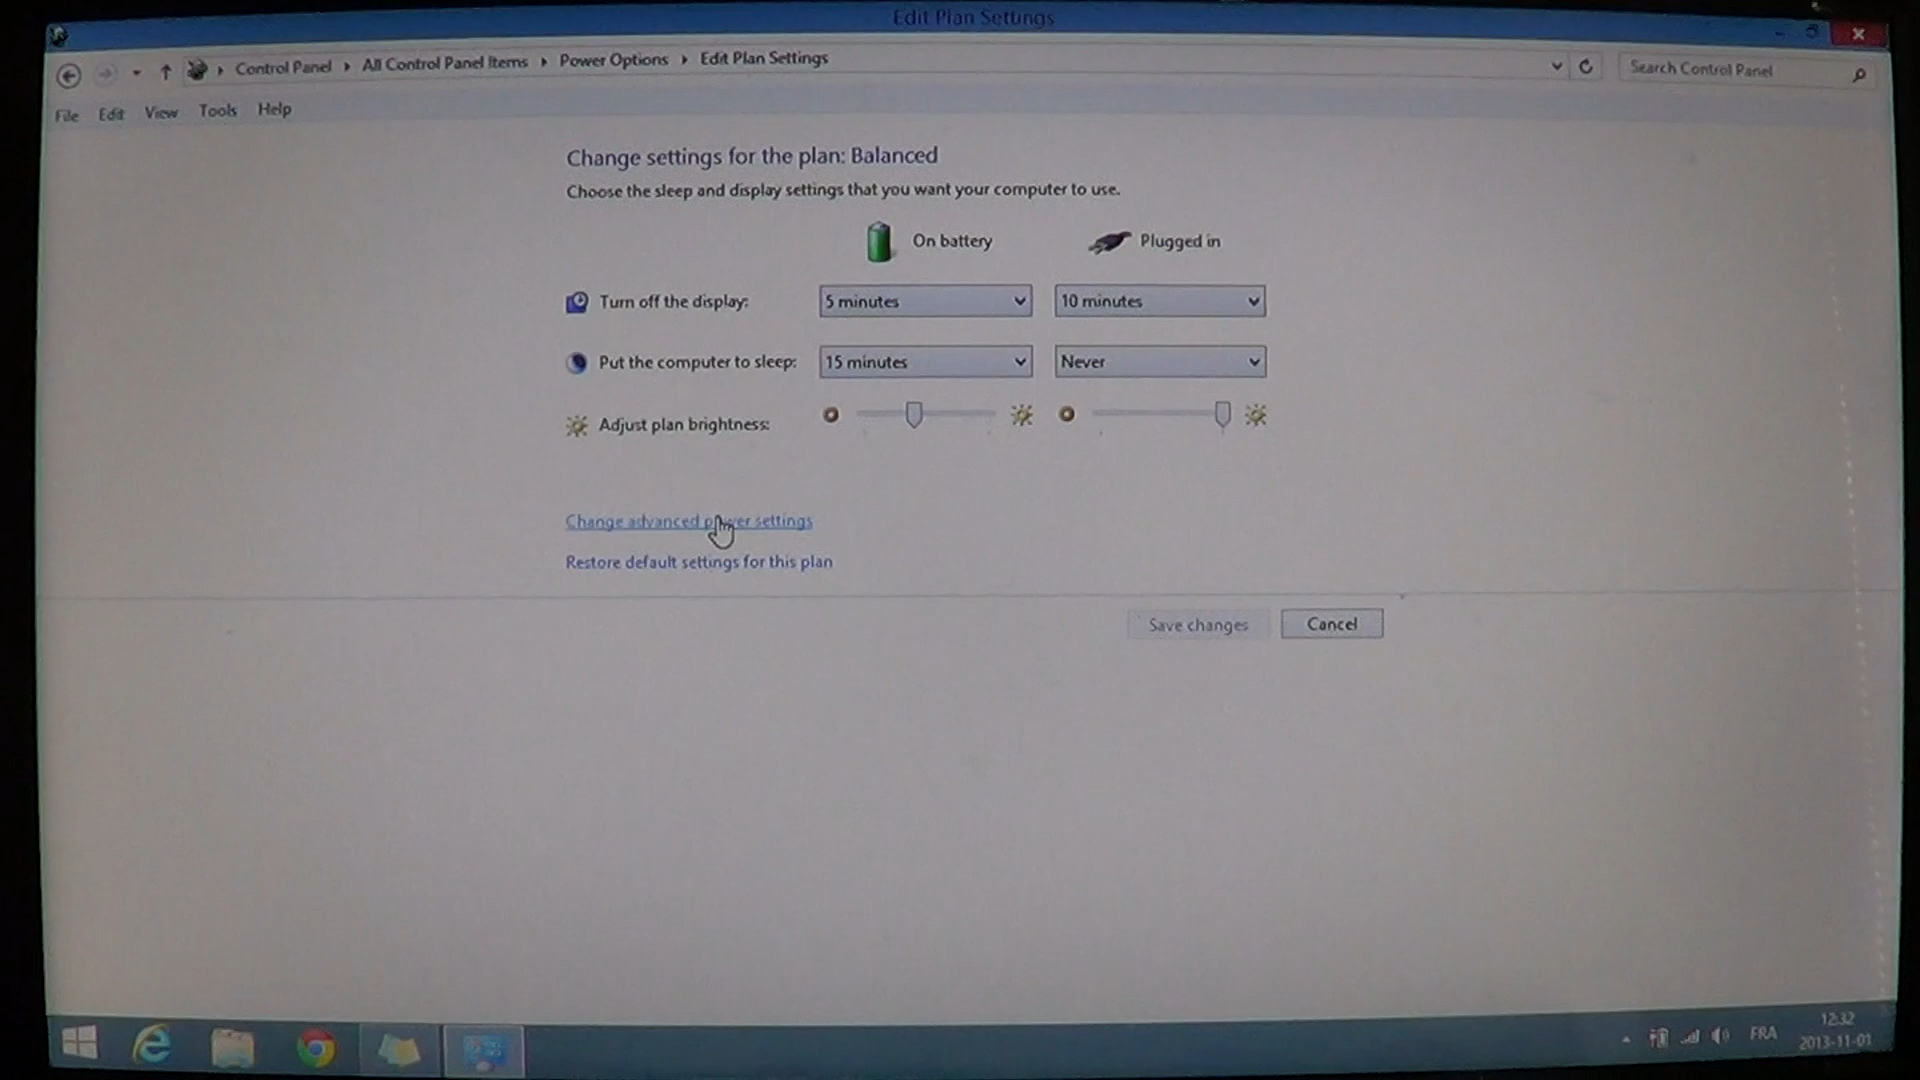 Edit Plan Settings
Control Panel All Control Panel Items Power Options Edit Plan Settings
Search Control Panel
File Edit View Tools Help
Change settings for the plan: Balanced
Choose the sleep and display settings that you want your computer to use.
On battery Plugged in
Turn off the display: 5 minutes 10 minutes
Put the computer to sleep: 15 minutes Never
Adjust plan brightness:
Change advanced power settings
Restore default settings for this plan
Save changes Cancel
FRA
12:32
2013-11-01